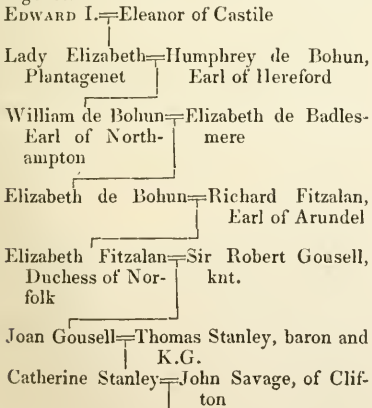 EDWARD I.=Eleanor of Castile
Lady Elizabeth=Humphrey de Bohun,
Plantagenet Earl of Hereford
William de Bohun=Elizabeth de Badles-
Earl of North- mere
ampton
Elizabeth de Bohun=Richard Fitzalan,
Earl of Arundel
Elizabeth Fitzalan=Sir Robert Gousell,
Duchess of Nor- knt.
folk
Joan Gousell=Thomas Stanley, baron and
K.G.
Catherine Stanley=John Savage, of Clif-
ton